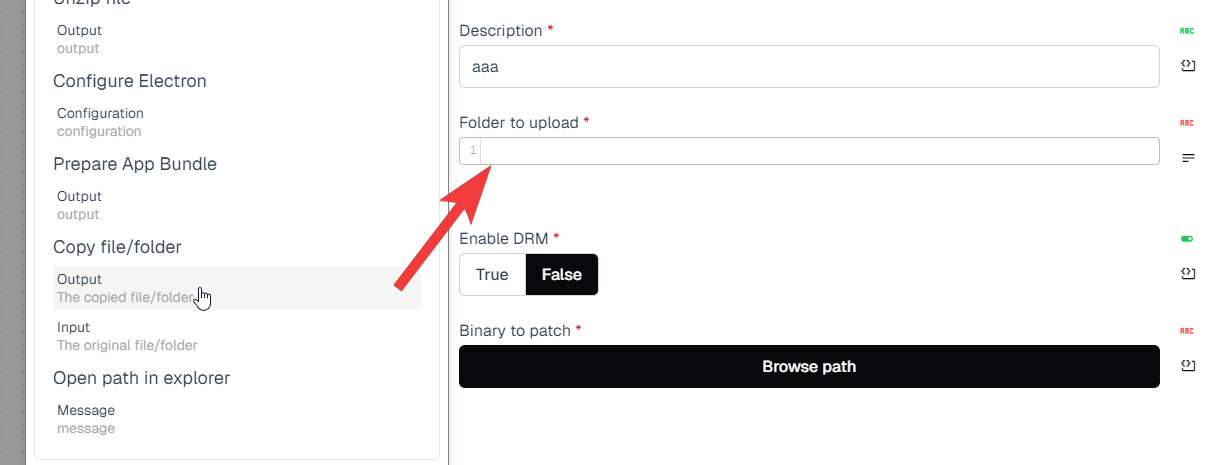 Unzip file
Output
output
Configure Electron
Configuration
configuration
Prepare App Bundle
Output
output
Copy file/folder
Output
The copied file/folder
Input
The original file/folder
Open path in explorer
Message
message
Description *
ABC
aaa
Folder to upload *
ABC
1
Enable DRM *
True
False
Binary to patch *
ABC
Browse path